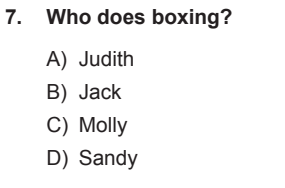 7. Who does boxing?
A) Judith
B) Jack
C) Molly
D) Sandy